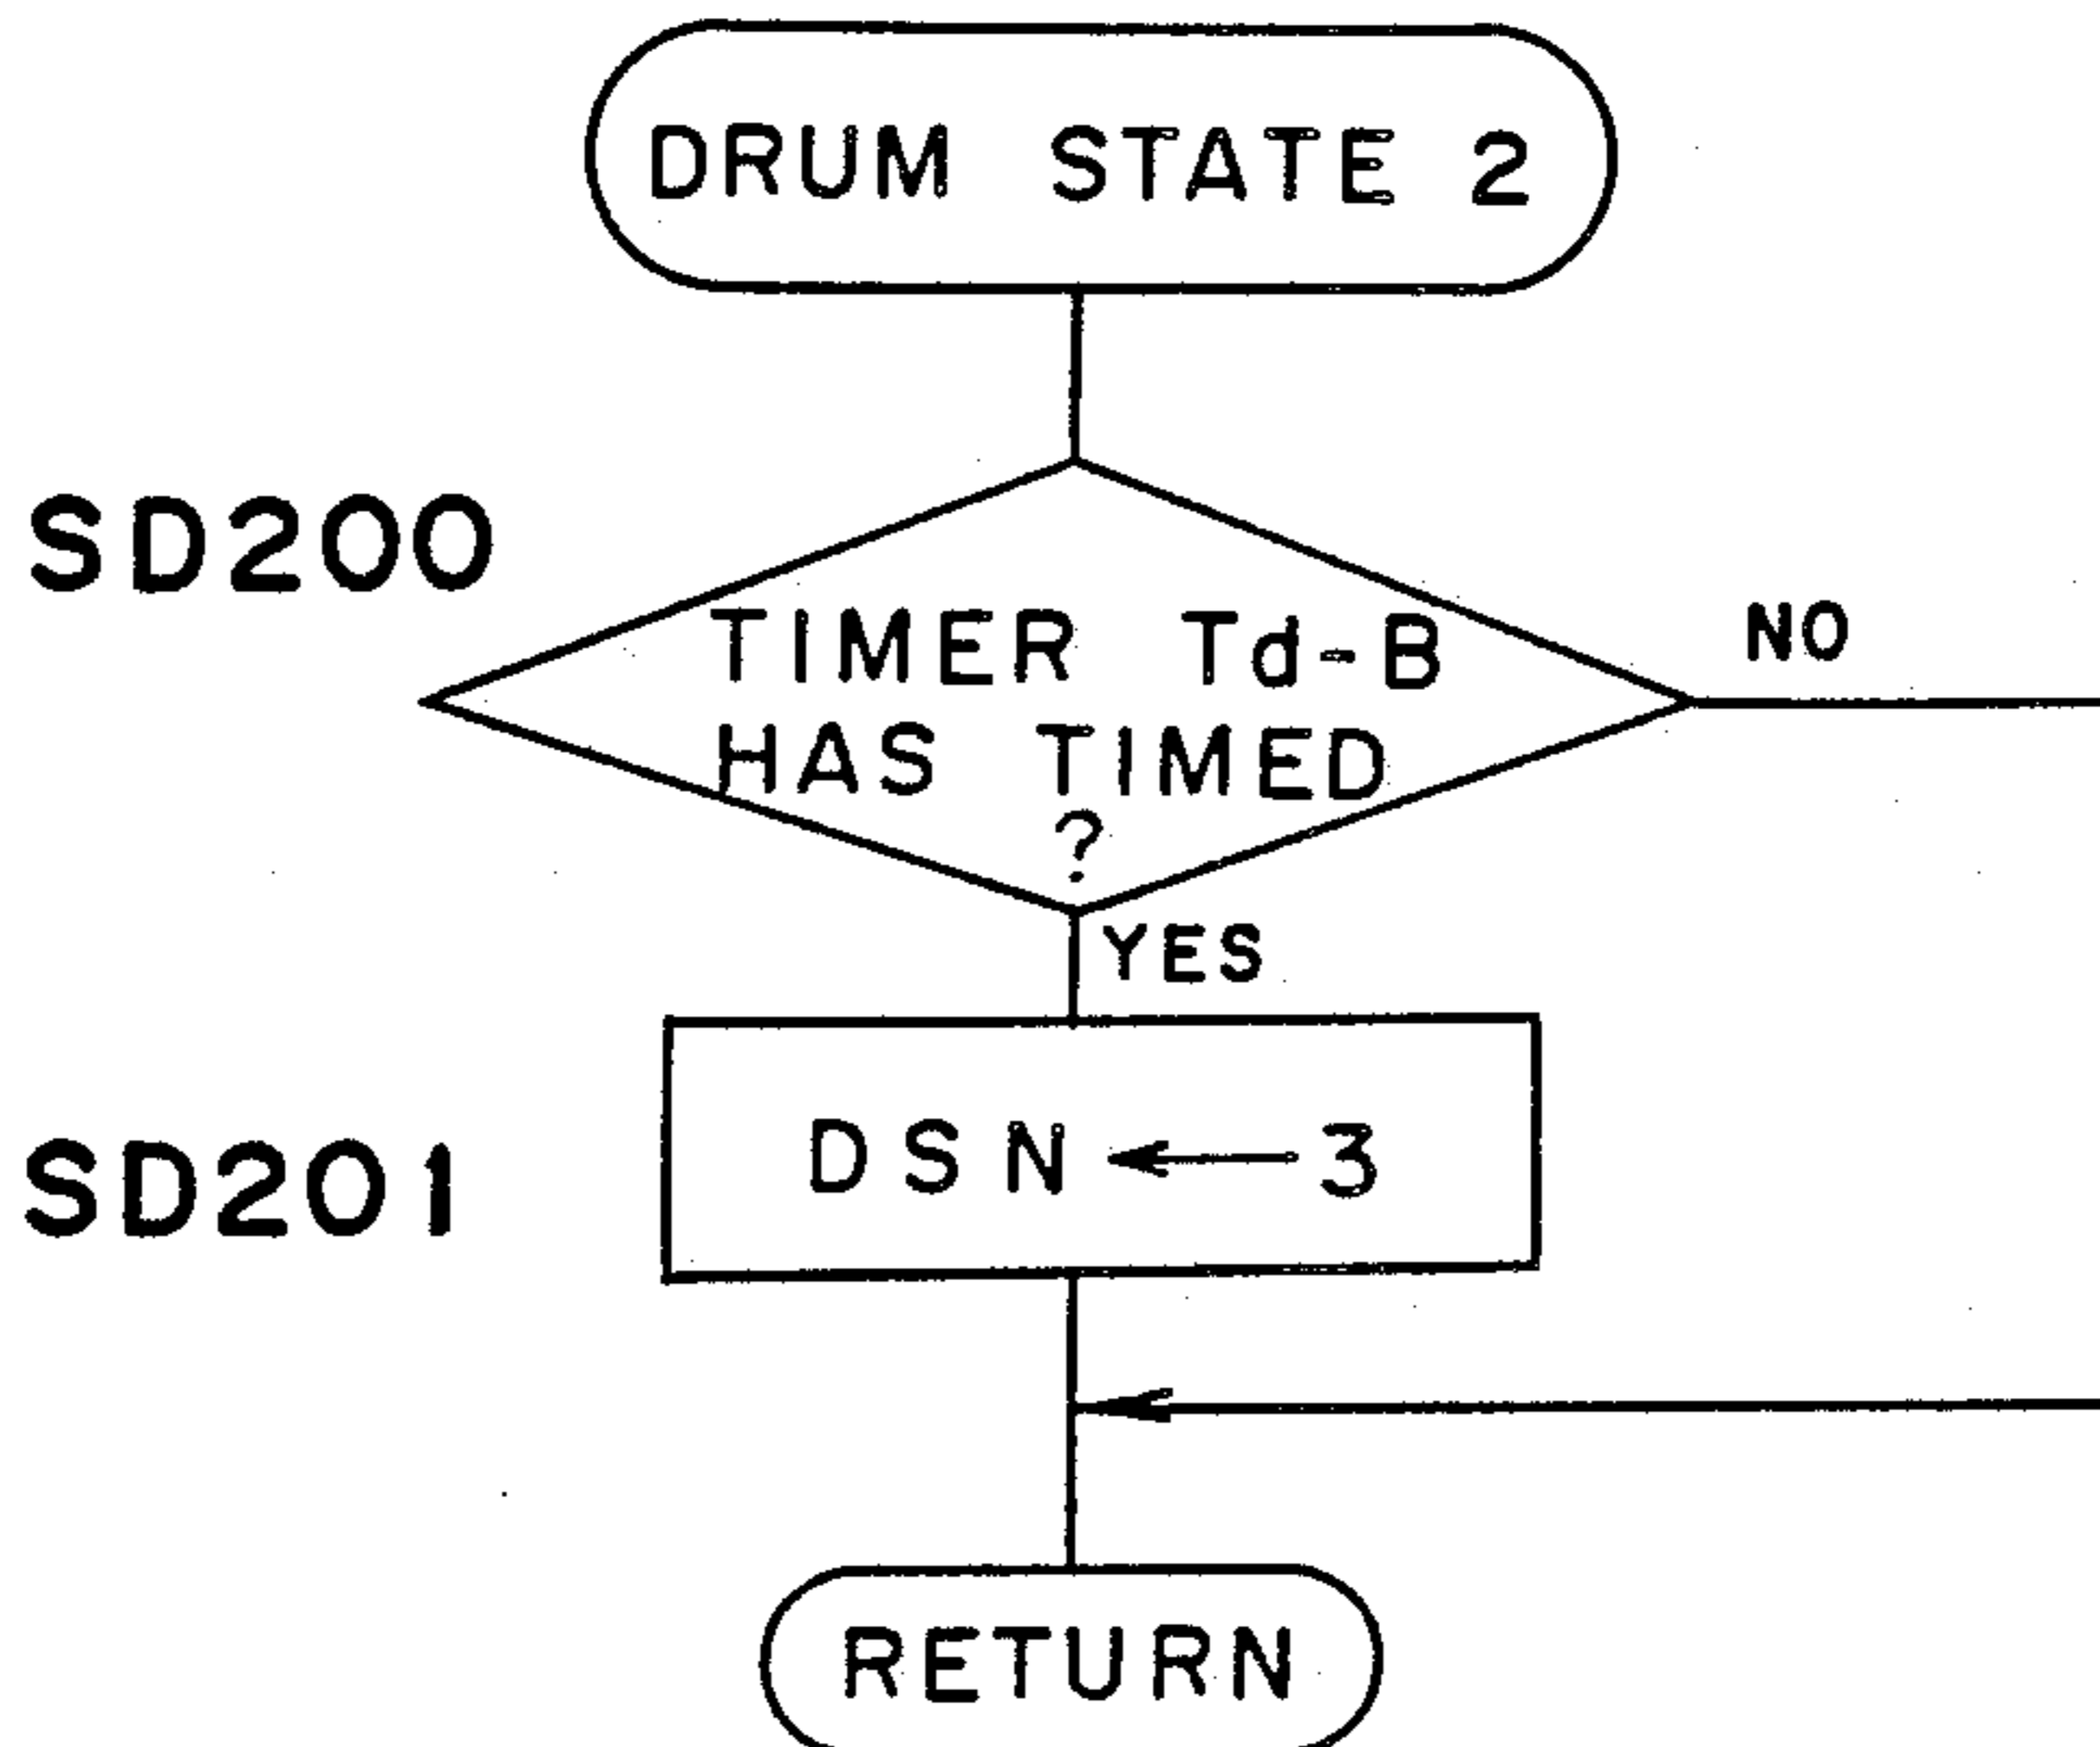 DRUM STATE 2
SD200
TIMER Td-B
HAS TIMED
?
NO
YES
SD201
DSN ← 3
RETURN